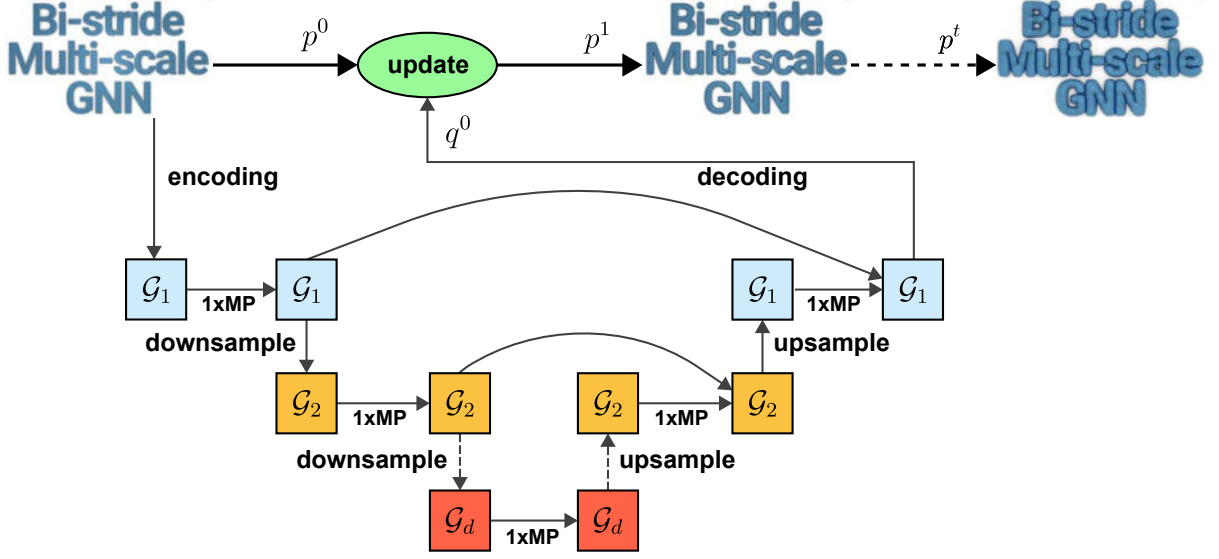 Bi-stride
Multi-scale
GNN
p^0
update
p^1
Bi-stride
Multi-scale
GNN
p^t
Bi-stride
Multi-scale
GNN
q^0
encoding
decoding
𝒢_1
1xMP
𝒢_1
𝒢_1
1xMP
𝒢_1
downsample
upsample
𝒢_2
1xMP
𝒢_2
𝒢_2
1xMP
𝒢_2
downsample
upsample
𝒢_d
1xMP
𝒢_d